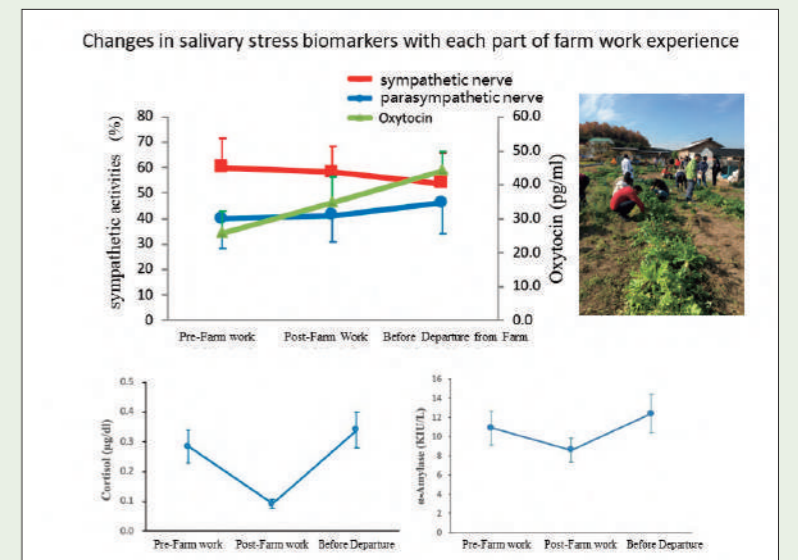 Changes in salivary stress biomarkers with each part of farm work experience
sympathetic nerve
parasympathetic nerve
Oxytocin
sympathetic activities (%)
80
70
60
50
40
30
20
10
0
60.0
50.0
40.0
30.0
20.0
10.0
0.0
Oxytocin (pg/ml)
Pre-Farm work Post-Farm Work Before Departure from Farm
Cortisol (µg/dl)
0.5
0.4
0.3
0.2
0.1
0.0
Pre-Farm work Post-Farm work Before Departure
α-Amylase (KIU/L)
16
14
12
10
8
6
4
2
0
Pre-Farm work Post-Farm work Before Departure